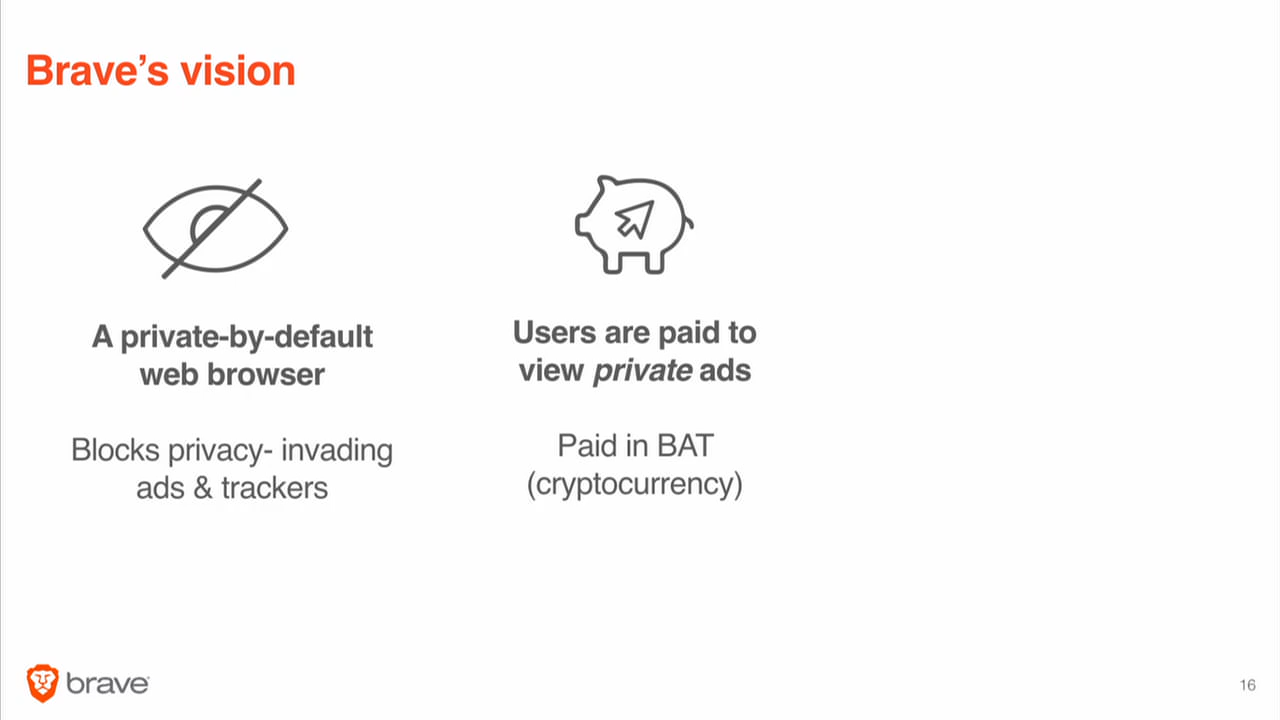 Brave’s vision
A private-by-default
web browser
Blocks privacy- invading
ads & trackers
Users are paid to
view private ads
Paid in BAT
(cryptocurrency)
brave
16